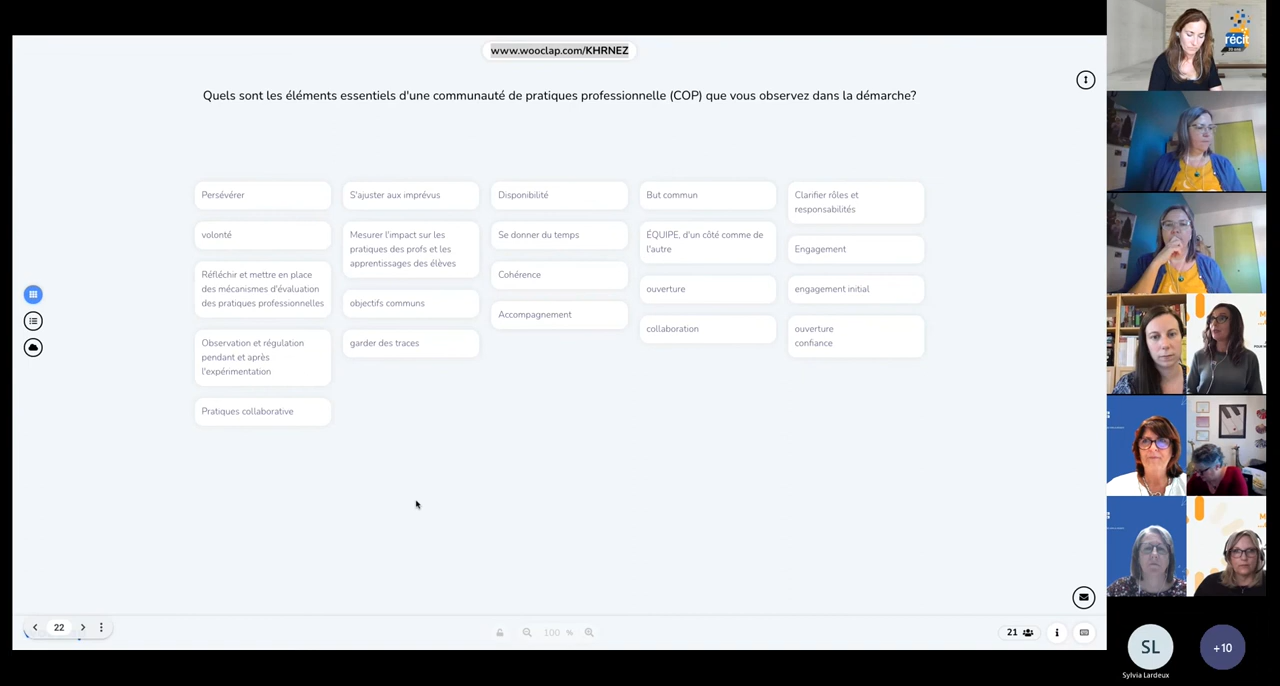 www.wooclap.com/KHRNEZ
Quels sont les éléments essentiels d'une communauté de pratiques professionnelle (COP) que vous observez dans la démarche?
Persévérer
volonté
Réfléchir et mettre en place
des mécanismes d'évaluation
des pratiques professionnelles
Observation et régulation
pendant et après
l'expérimentation
Pratiques collaborative
S'ajuster aux imprévus
Mesurer l'impact sur les
pratiques des profs et les
apprentissages des élèves
objectifs communs
garder des traces
Disponibilité
Se donner du temps
Cohérence
Accompagnement
But commun
ÉQUIPE, d'un côté comme de
l'autre
ouverture
collaboration
Clarifier rôles et
responsabilités
Engagement
engagement initial
ouverture
confiance
22
100 %
21
récit
SL
Sylvia Lardeux
+10